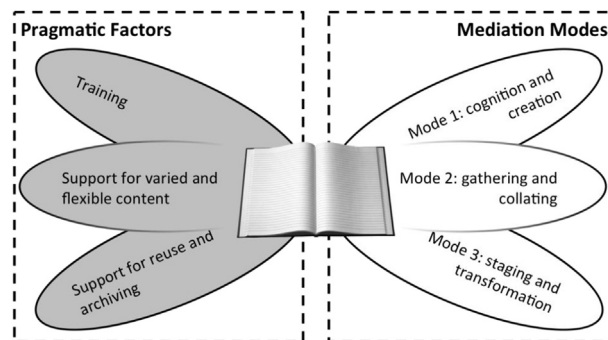 Pragmatic Factors
Training
Support for varied and
flexible content
Support for reuse and
archiving
Mediation Modes
Mode 1: cognition and
creation
Mode 2: gathering and
collating
Mode 3: staging and
transformation